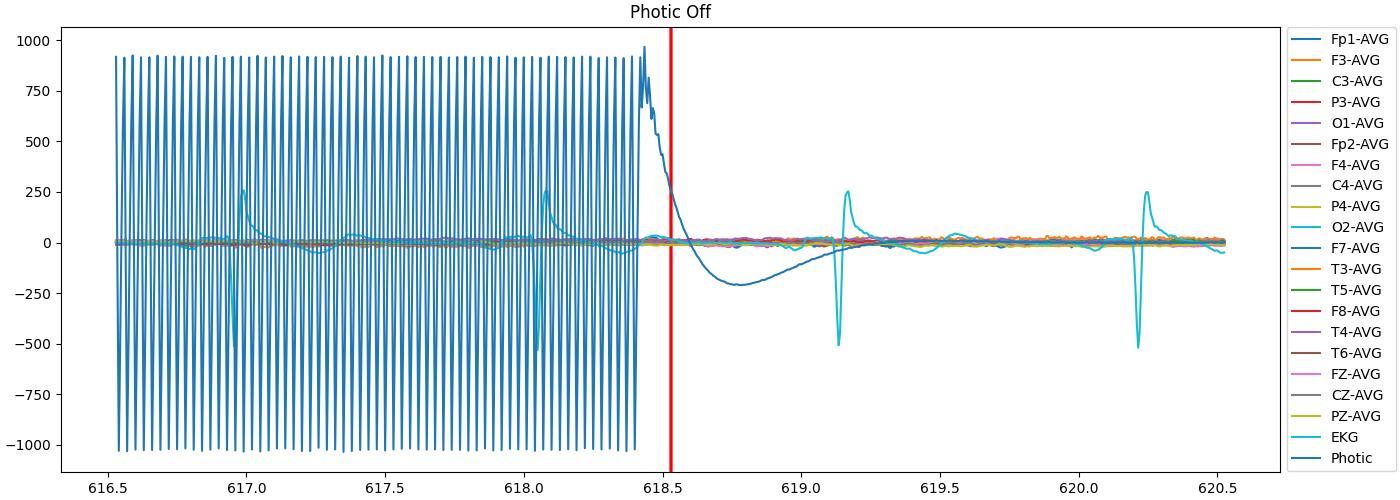 Photic Off
1000
750
500
250
0
−250
−500
−750
−1000
616.5 617.0 617.5 618.0 618.5 619.0 619.5 620.0 620.5
Fp1-AVG
F3-AVG
C3-AVG
P3-AVG
O1-AVG
Fp2-AVG
F4-AVG
C4-AVG
P4-AVG
O2-AVG
F7-AVG
T3-AVG
T5-AVG
F8-AVG
T4-AVG
T6-AVG
FZ-AVG
CZ-AVG
PZ-AVG
EKG
Photic